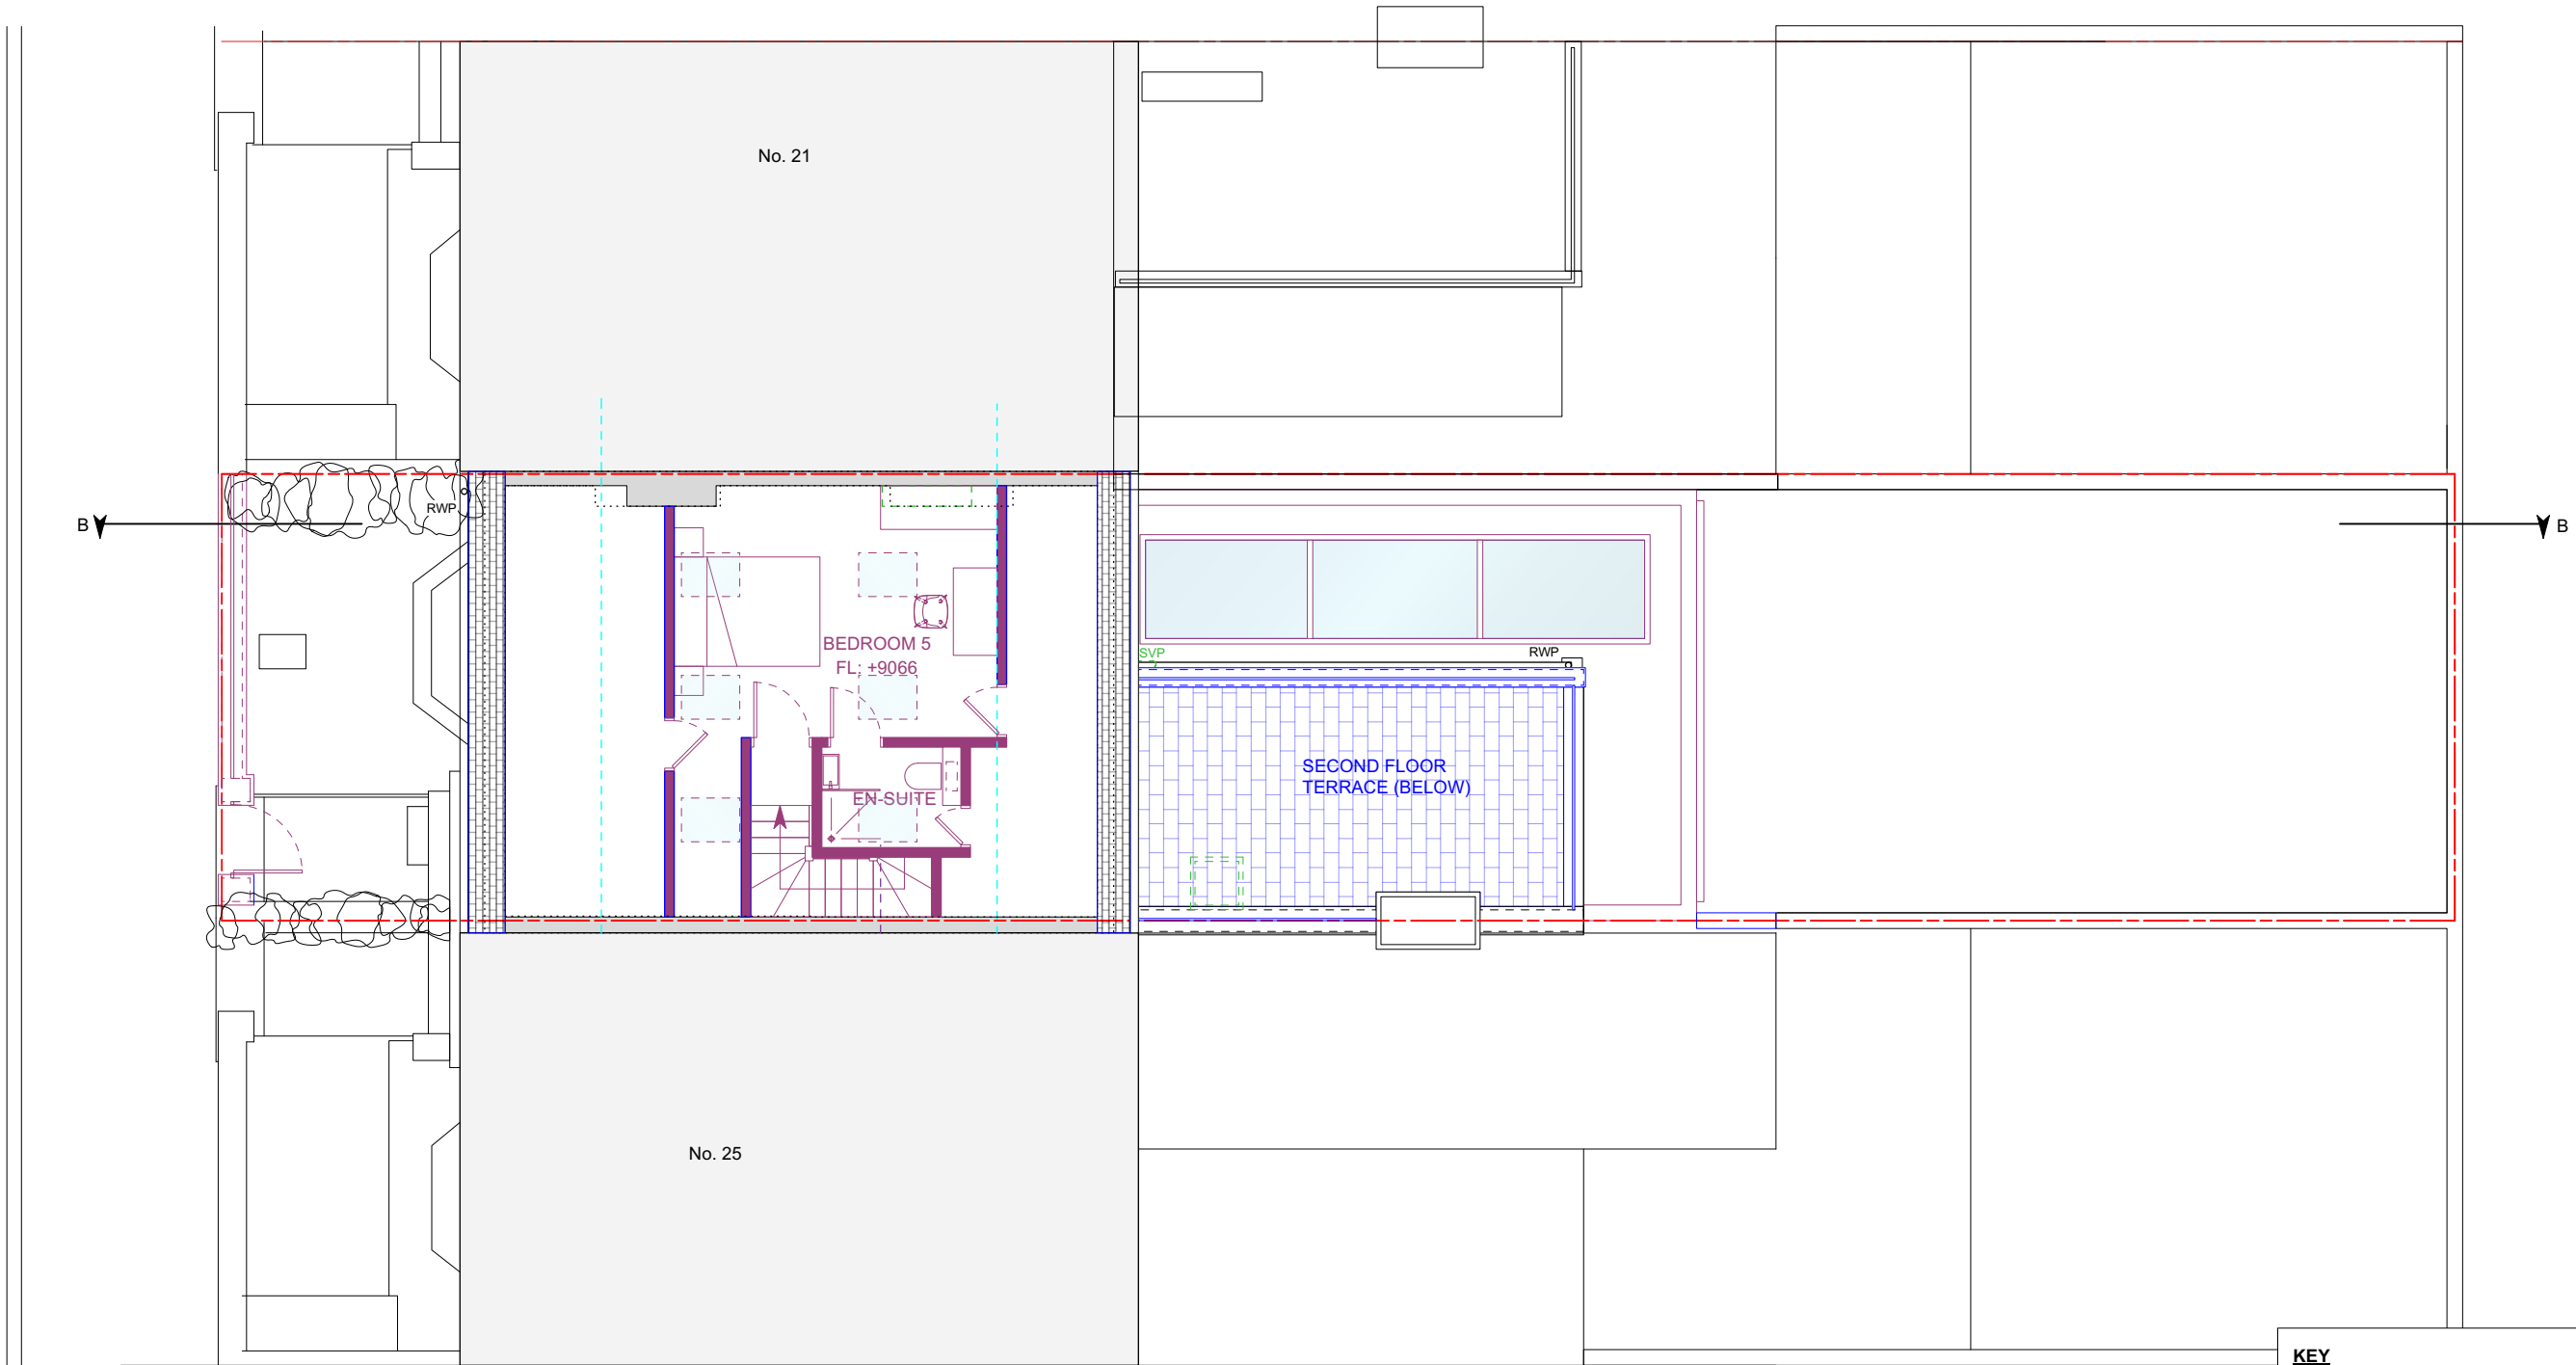 No. 21
RWP
B
B
BEDROOM 5
FL: +9066
SVP
RWP
SECOND FLOOR
TERRACE (BELOW)
EN-SUITE
No. 25
KEY